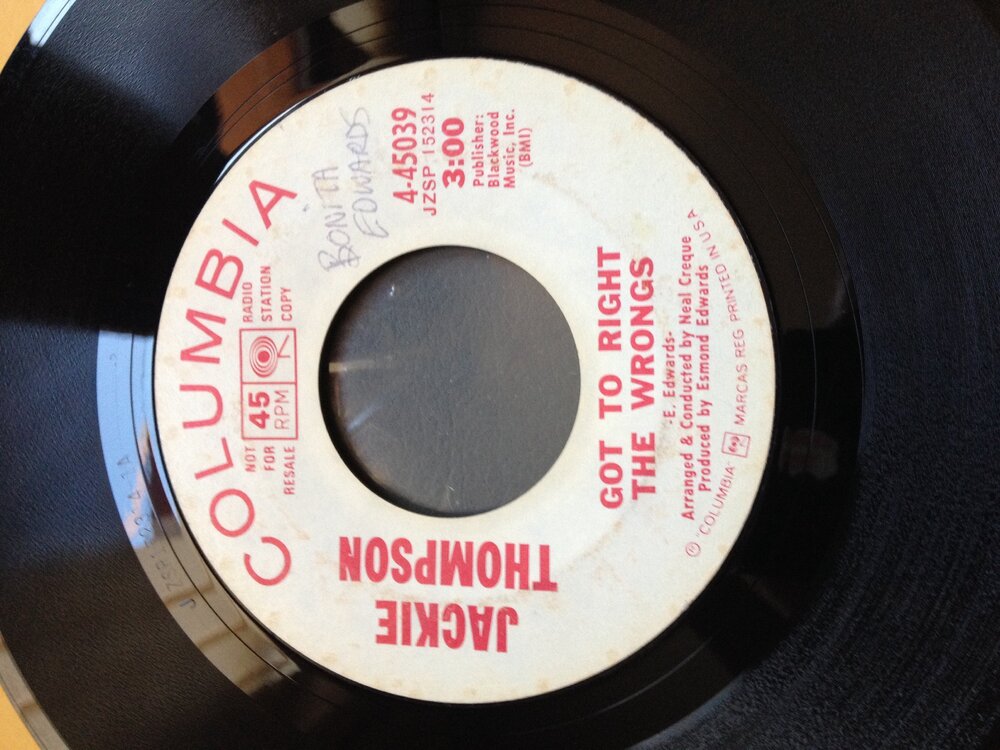 COLUMBIA
NOT
FOR
RESALE
45
RPM
RADIO
STATION
COPY
BONITA
EDWARDS
4-45039
JZSP 152314
3:00
Publisher:
Blackwood
Music, Inc.
(BMI)
JACKIE
THOMPSON
GOT TO RIGHT
THE WRONGS
-E. Edwards-
Arranged & Conducted by Neal Creque
Produced by Esmond Edwards
℗ "COLUMBIA" MARCAS REG PRINTED IN USA